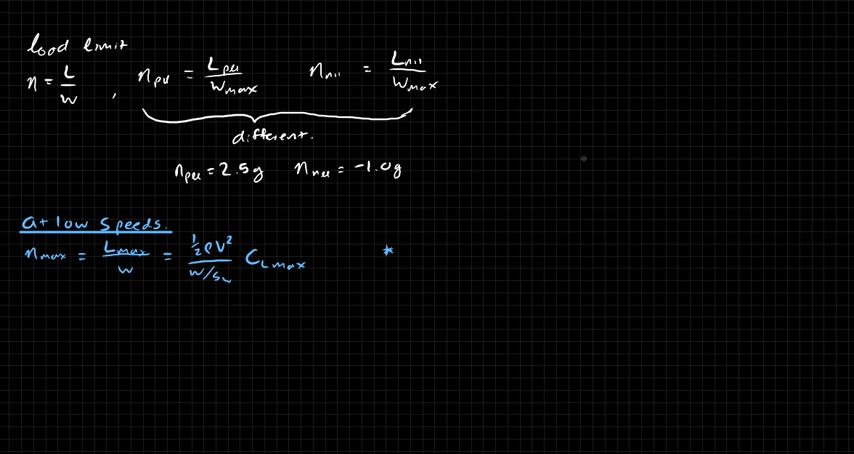 load limit
n = L/W , n_pll = L_pll/W_max n_nll = L_nll/W_max
different.
n_pll = 2.5g n_nll = -1.0g
at low speeds.
n_max = L_max/W = ½ρV²/(W/S_w) C_Lmax *